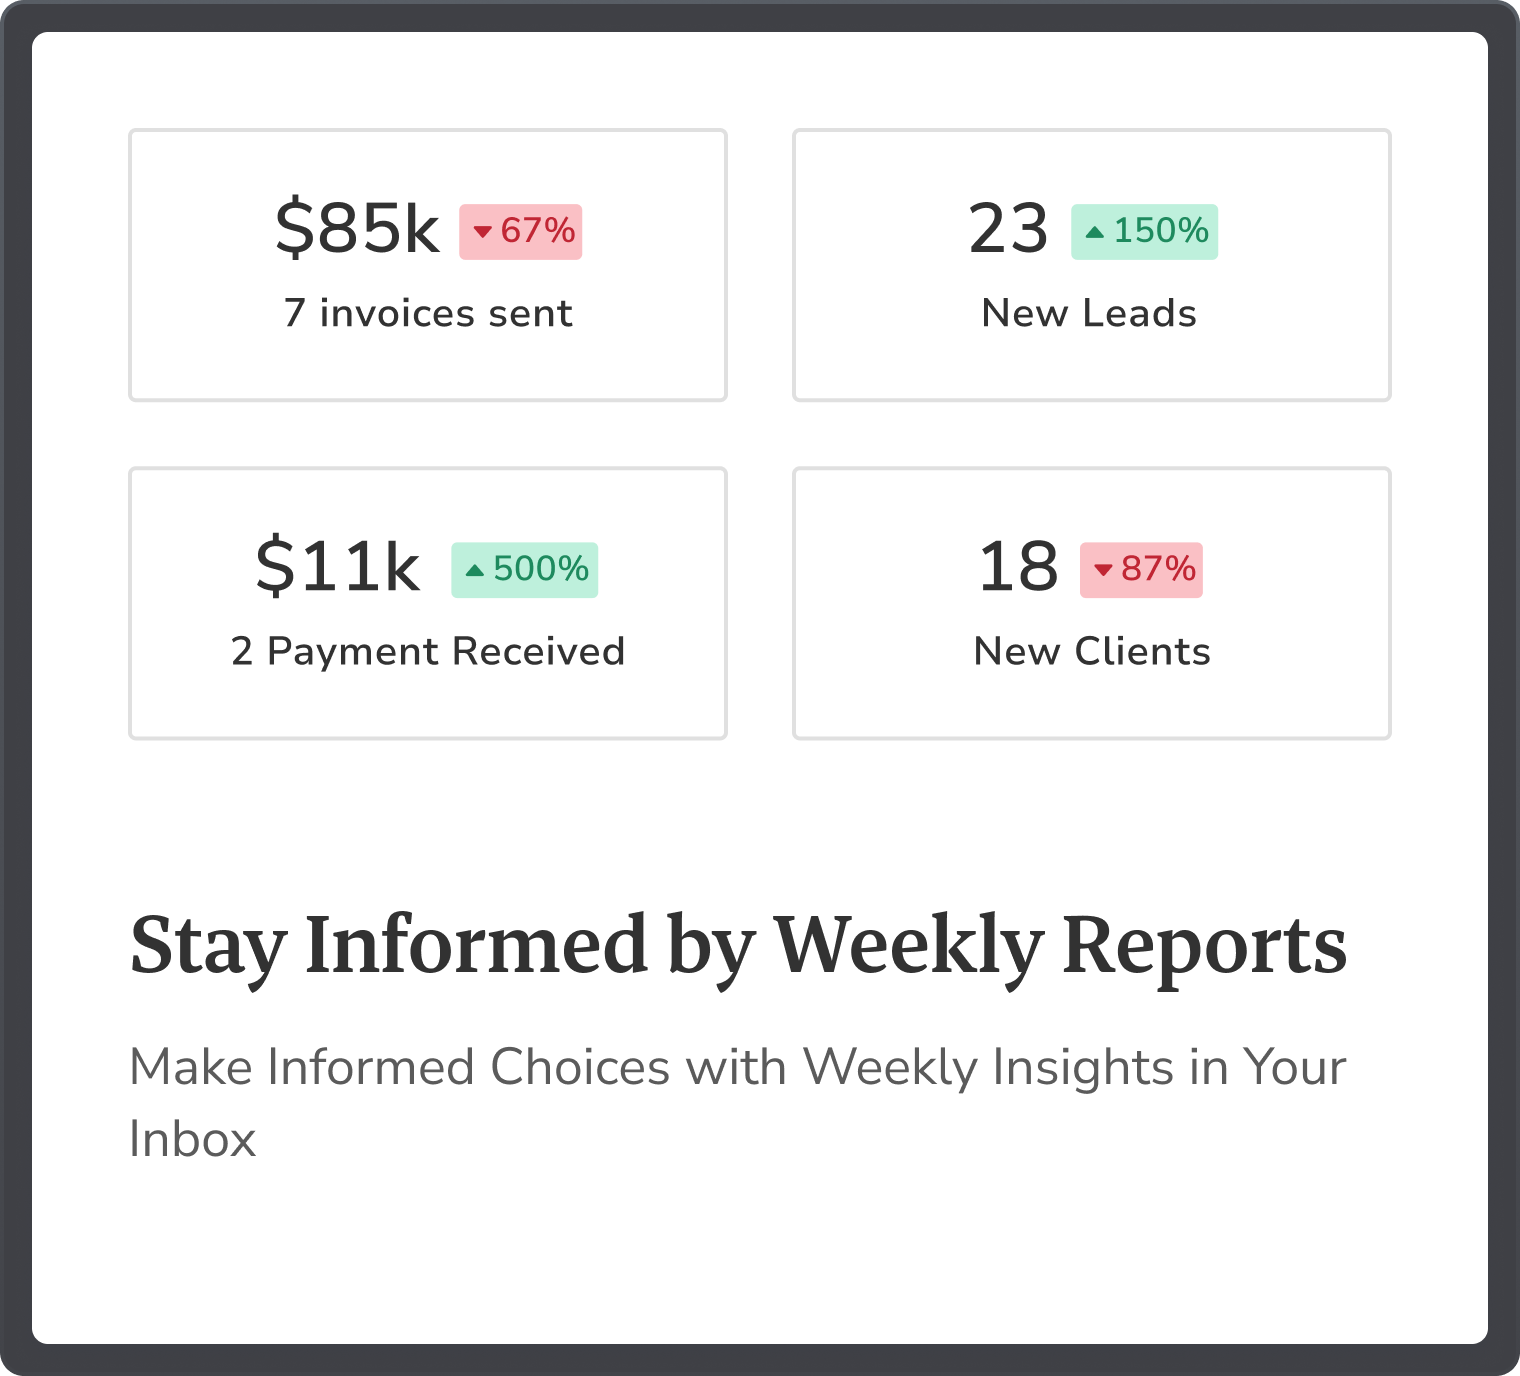 $85k 67%
7 invoices sent
23 150%
New Leads
$11k 500%
2 Payment Received
18 87%
New Clients
Stay Informed by Weekly Reports
Make Informed Choices with Weekly Insights in Your
Inbox